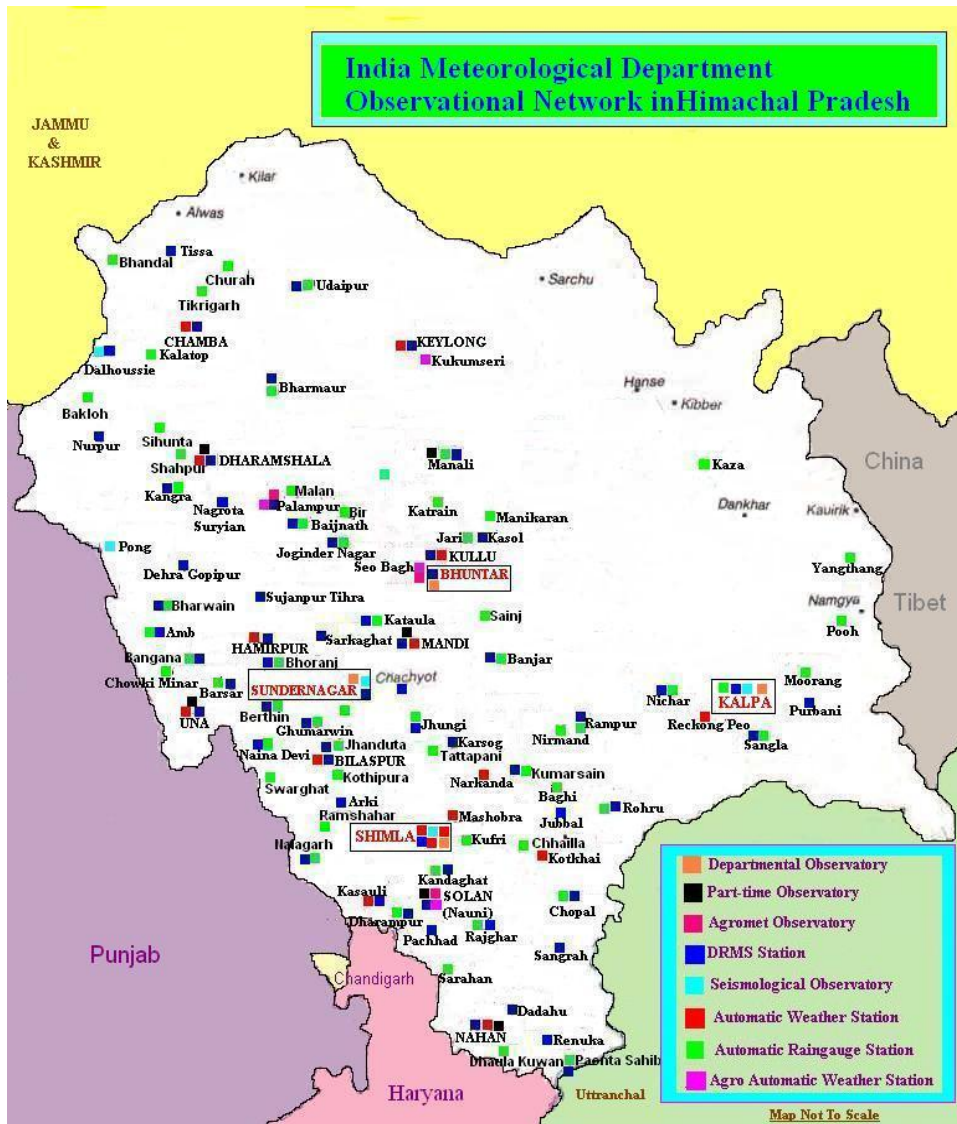 India Meteorological Department
Observational Network inHimachal Pradesh
JAMMU
&
KASHMIR
Kilar
Alwas
Tissa
Bhandal
Churah
Sarchu
Udaipur
Tikrigarh
CHAMBA
KEYLONG
Kalatop
Kukumseri
Dalhoussie
Bharmaur
Hanse
Bakloh
Kibber
Nurpur
Sihunta
Shahpur
DHARAMSHALA
Manali
Kaza
China
Kangra
Malan
Nagrota
Suryian
Palampur
Katrain
Dankhar
Kauirik
Bir
Manikaran
Baijnath
Jari
Kasol
Pong
Joginder Nagar
KULLU
Yangthang
Dehra Gopipur
Seo Bagh
BHUNTAR
Sujanpur Tihra
Namgya
Tibet
Bharwain
Kataula
Sainj
Pooh
Amb
HAMIRPUR
Sarkaghat
MANDI
Bangana
Bhoranj
Banjar
Chowki Minar
Barsar
SUNDERNAGAR
Chachyot
Nichar
KALPA
Moorang
Purbani
UNA
Berthin
Ghumarwin
Jhungi
Rampur
Reckong Peo
Nirmand
Sangla
Naina Devi
Jhanduta
Karsog
Tattapani
BILASPUR
Swarghat
Kothipura
Narkanda
Kumarsain
Baghi
Arki
Rohru
Ramshahar
Mashobra
Jubbal
SHIMLA
Kufri
Chhailla
Nalagarh
Kotkhai
Kandaghat
Kasauli
SOLAN
(Nauni)
Chopal
Dharampur
Pachhad
Rajghar
Sangrah
Punjab
Chandigarh
Sarahan
Dadahu
NAHAN
Renuka
Dhaula Kuwan
Paonta Sahib
Haryana
Uttranchal
Departmental Observatory
Part-time Observatory
Agromet Observatory
DRMS Station
Seismological Observatory
Automatic Weather Station
Automatic Raingauge Station
Agro Automatic Weather Station
Map Not To Scale